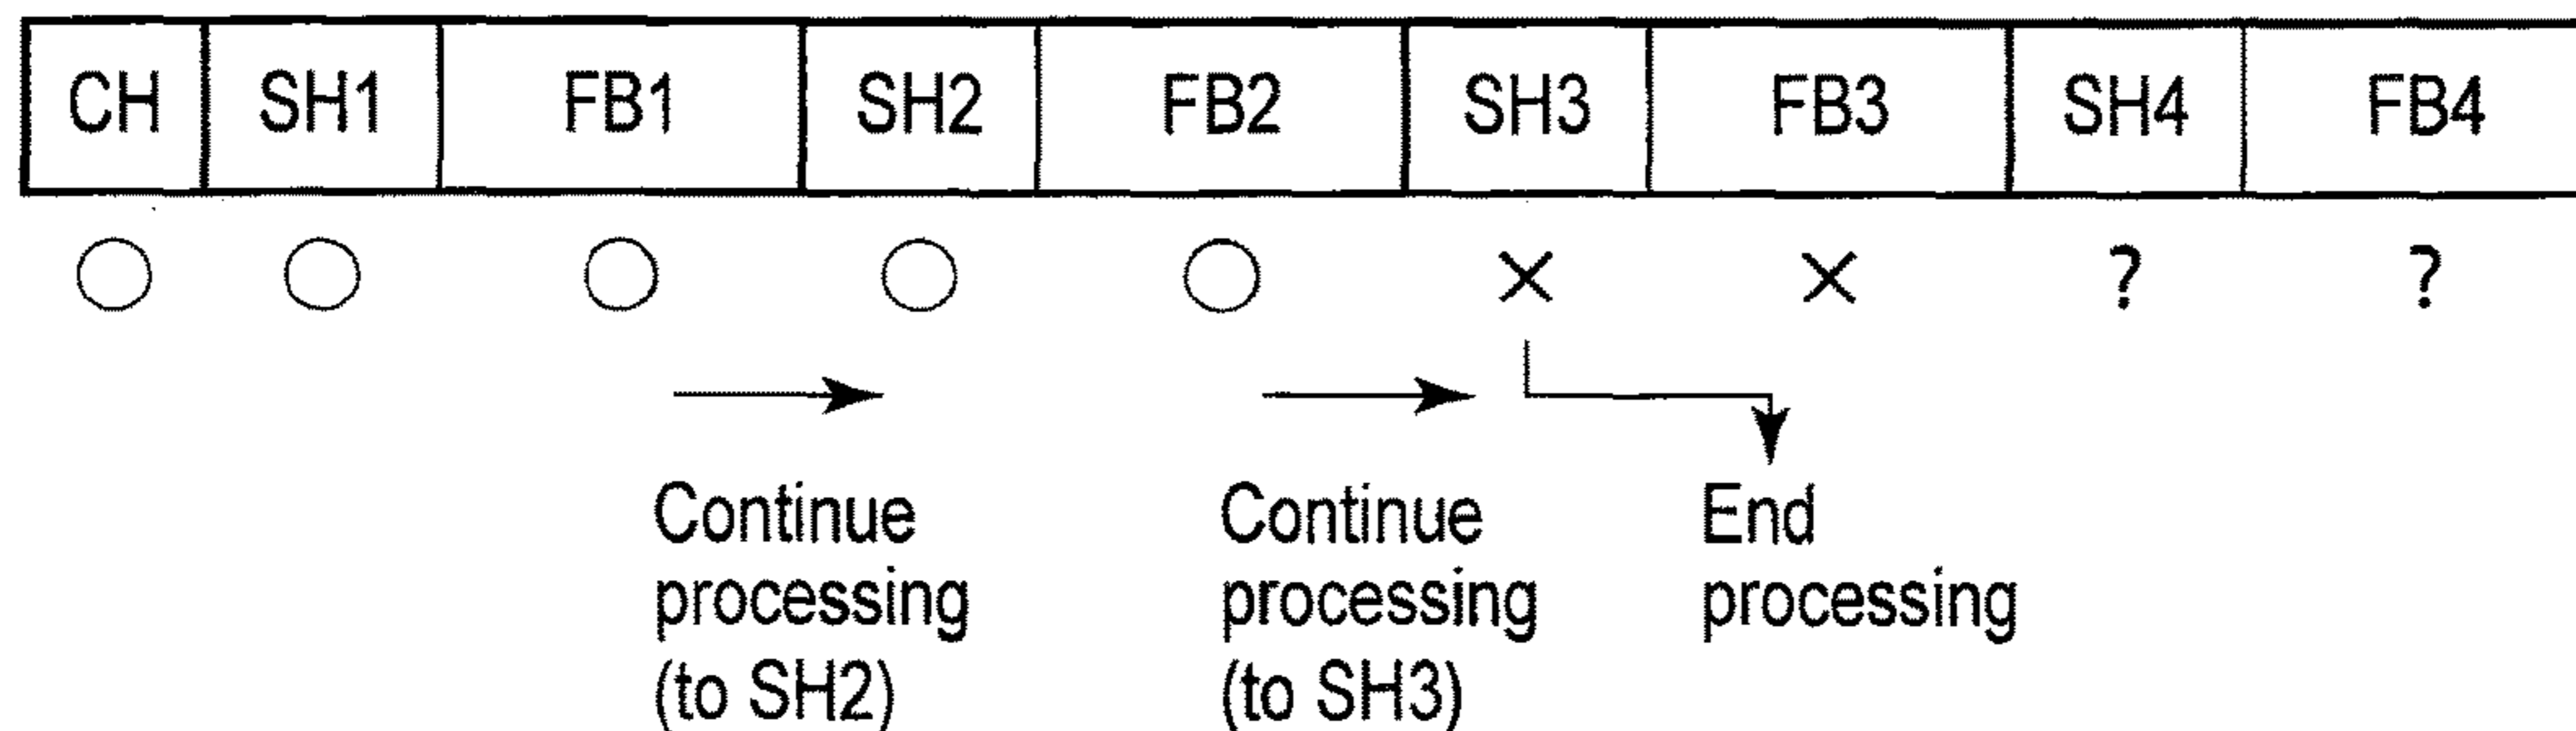 CH SH1 FB1 SH2 FB2 SH3 FB3 SH4 FB4
○ ○ ○ ○ ○ × × ? ?
Continue processing (to SH2)
Continue processing (to SH3)
End processing